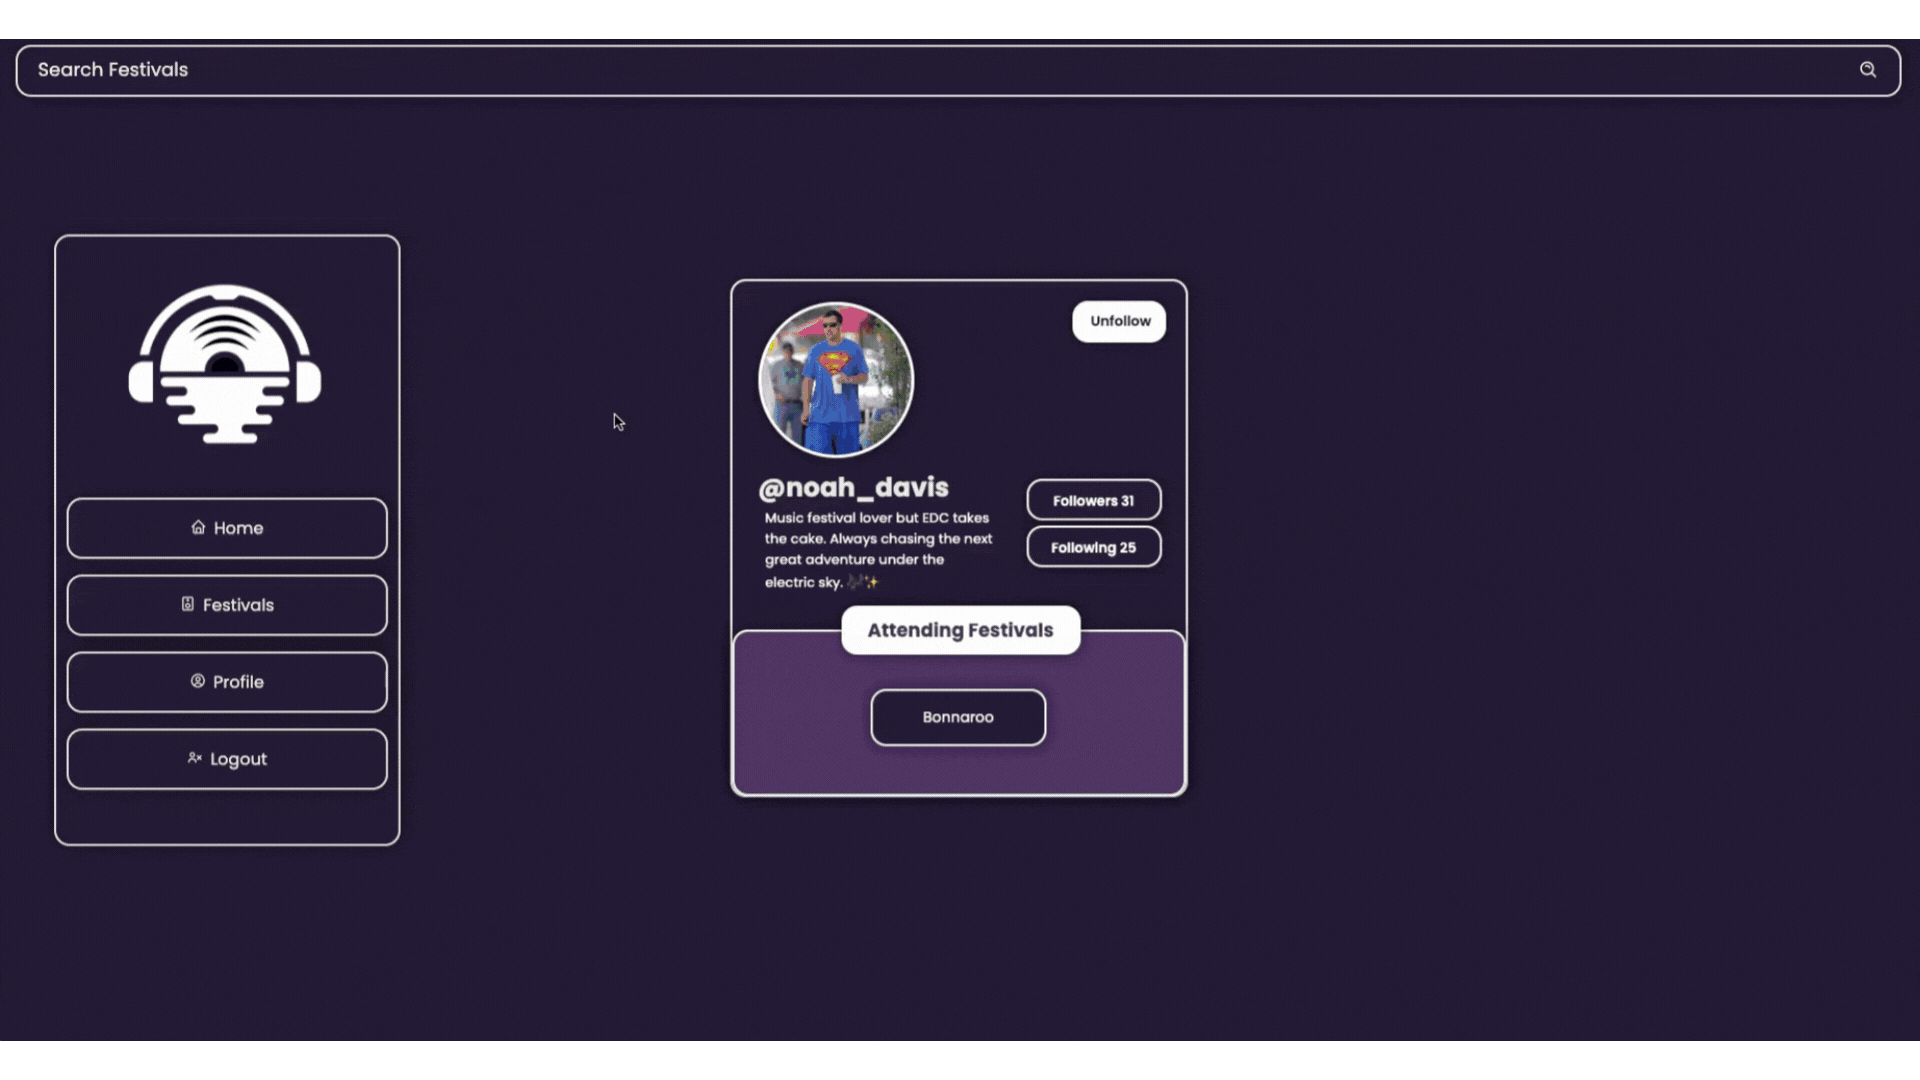 Search Festivals
Home
Festivals
Profile
Logout
Unfollow
@noah_davis
Followers 31
Music festival lover but EDC takes
the cake. Always chasing the next
great adventure under the
electric sky. 🎶✨
Following 25
Attending Festivals
Bonnaroo